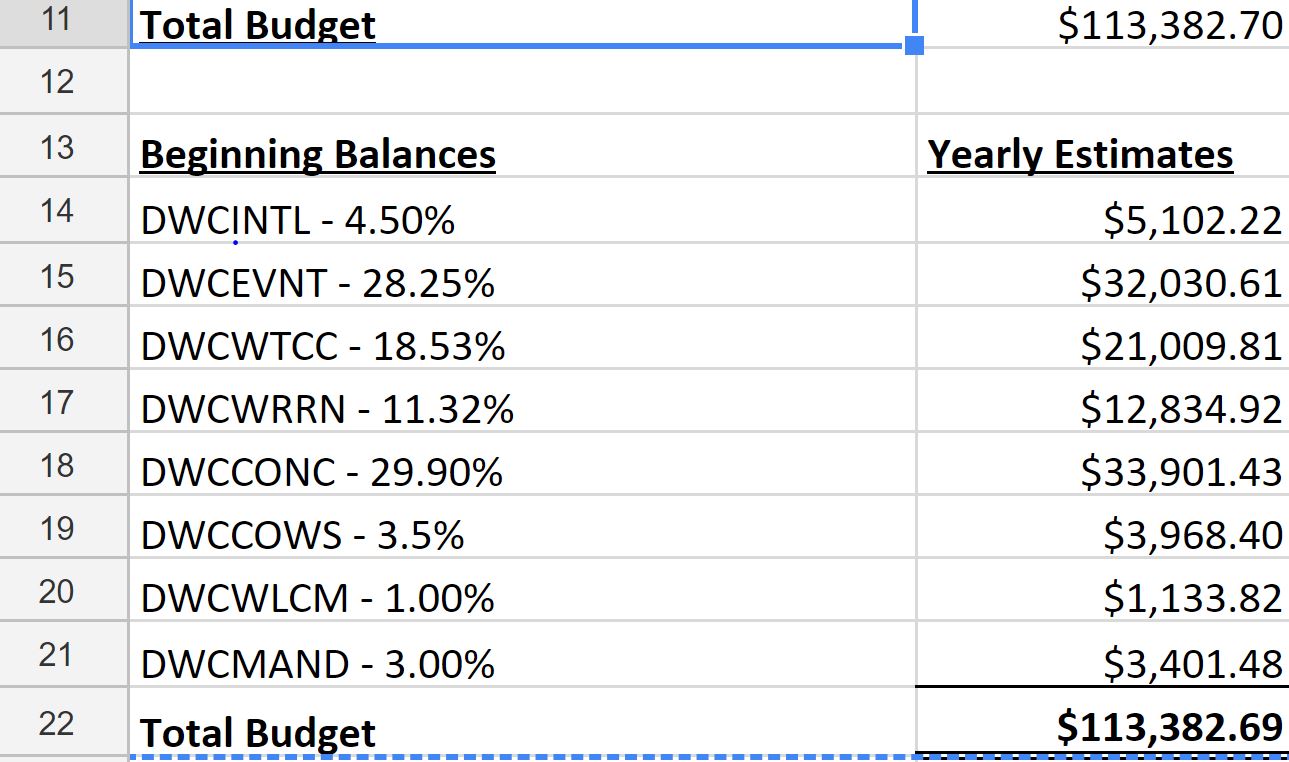 11 Total Budget $113,382.70
12
13 Beginning Balances Yearly Estimates
14 DWCINTL - 4.50% $5,102.22
15 DWCEVNT - 28.25% $32,030.61
16 DWCWTCC - 18.53% $21,009.81
17 DWCWRRN - 11.32% $12,834.92
18 DWCCONC - 29.90% $33,901.43
19 DWCCOWS - 3.5% $3,968.40
20 DWCWLCM - 1.00% $1,133.82
21 DWCMAND - 3.00% $3,401.48
22 Total Budget $113,382.69